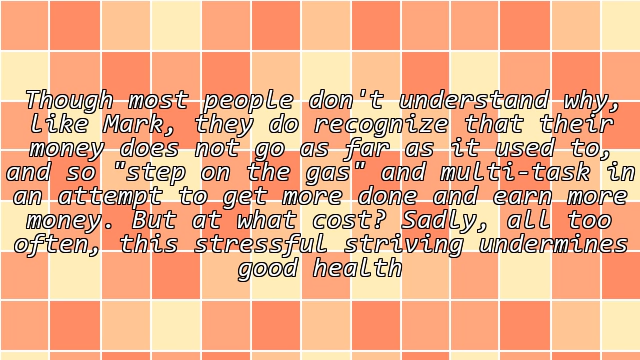 Though most people don't understand why,
like Mark, they do recognize that their
money does not go as far as it used to,
and so "step on the gas" and multi-task in
an attempt to get more done and earn more
money. But at what cost? Sadly, all too
often, this stressful striving undermines
good health